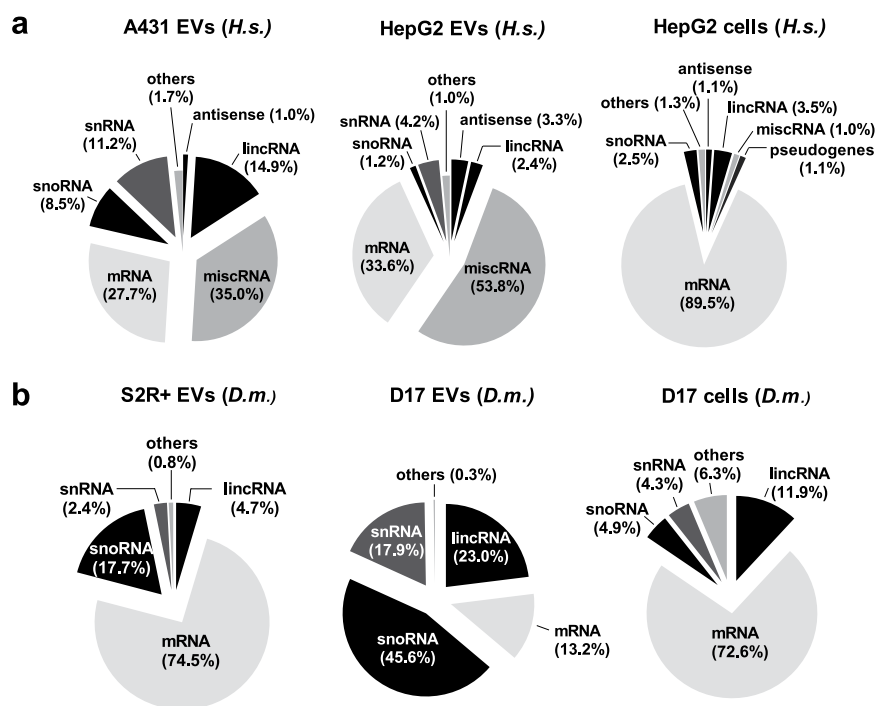 a
A431 EVs (H.s.)
others
(1.7%)
antisense (1.0%)
snRNA
(11.2%)
lincRNA
(14.9%)
snoRNA
(8.5%)
mRNA
(27.7%)
miscRNA
(35.0%)
HepG2 EVs (H.s.)
others
(1.0%)
snRNA (4.2%)
antisense (3.3%)
snoRNA
(1.2%)
lincRNA
(2.4%)
mRNA
(33.6%)
miscRNA
(53.8%)
HepG2 cells (H.s.)
antisense
(1.1%)
others (1.3%)
lincRNA (3.5%)
snoRNA
(2.5%)
miscRNA (1.0%)
pseudogenes
(1.1%)
mRNA
(89.5%)
b
S2R+ EVs (D.m.)
others
(0.8%)
snRNA
(2.4%)
lincRNA
(4.7%)
snoRNA
(17.7%)
mRNA
(74.5%)
D17 EVs (D.m.)
others (0.3%)
snRNA
(17.9%)
lincRNA
(23.0%)
snoRNA
(45.6%)
mRNA
(13.2%)
D17 cells (D.m.)
others
(6.3%)
snRNA
(4.3%)
lincRNA
(11.9%)
snoRNA
(4.9%)
mRNA
(72.6%)